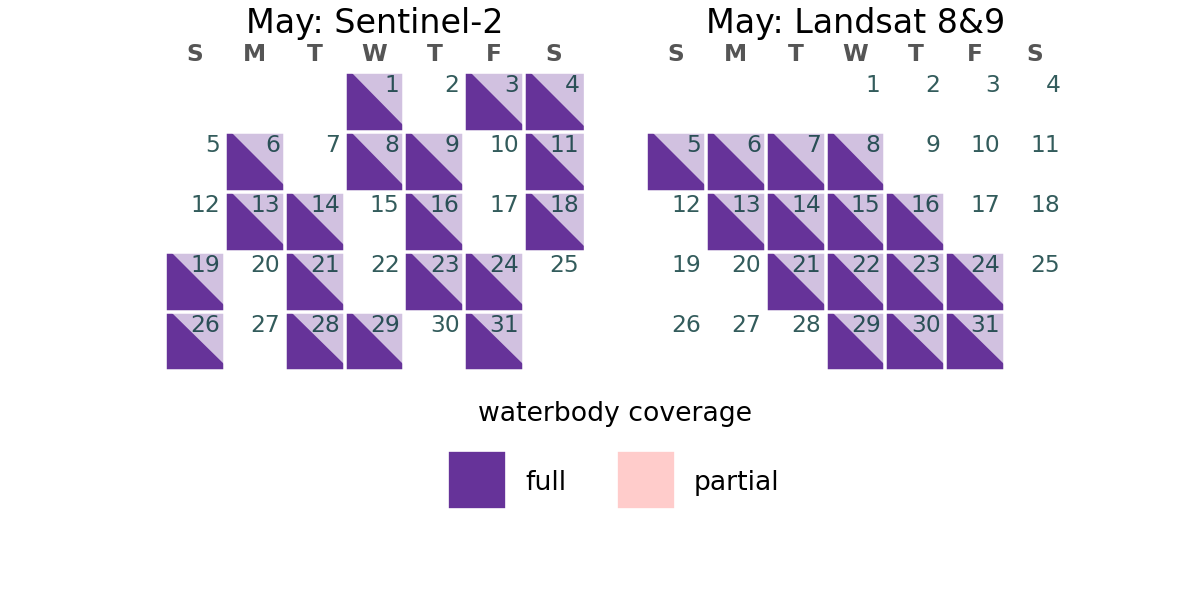 May: Sentinel-2
S M T W T F S
1 2 3 4
5 6 7 8 9 10 11
12 13 14 15 16 17 18
19 20 21 22 23 24 25
26 27 28 29 30 31
May: Landsat 8&9
S M T W T F S
1 2 3 4
5 6 7 8 9 10 11
12 13 14 15 16 17 18
19 20 21 22 23 24 25
26 27 28 29 30 31
waterbody coverage
full partial